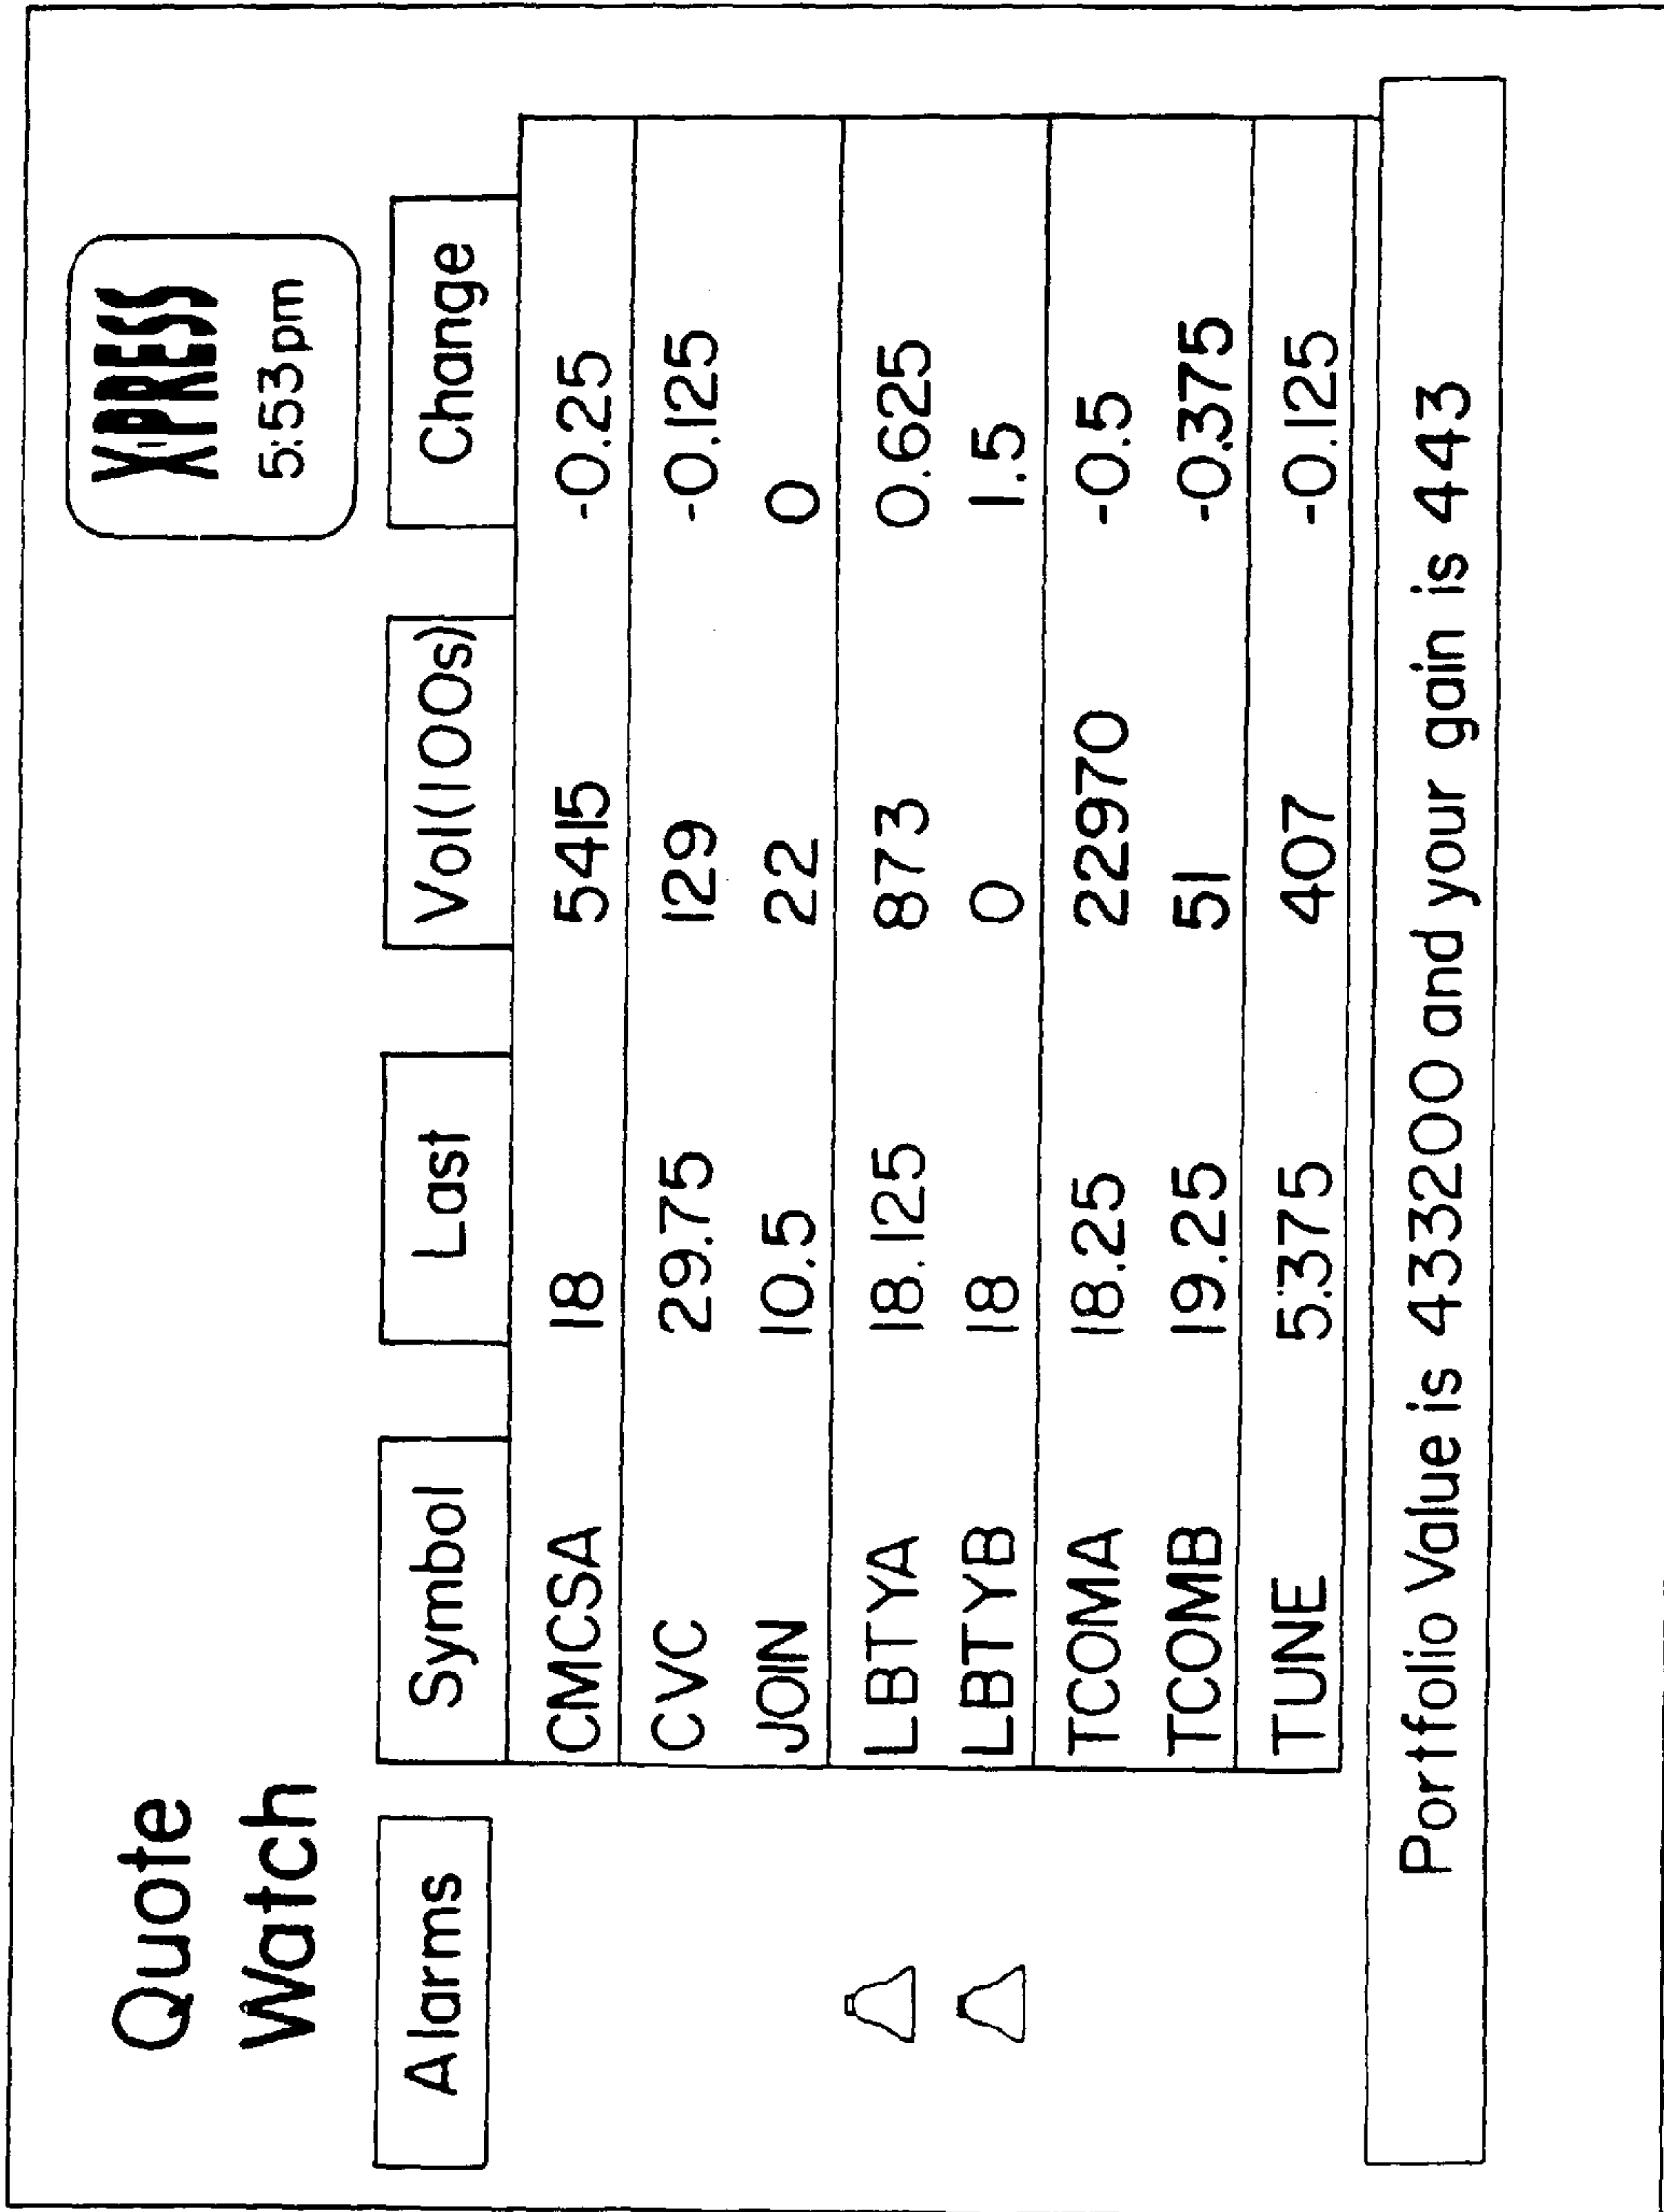 Quote
Watch
XPRESS
5:53pm
Alarms Symbol Last Vol(100s) Change
CMCSA 18 5415 -0.25
CVC 29.75 129 -0.125
JOIN 10.5 22 0
LBTYA 18.125 873 0.625
LBTYB 18 0 1.5
TCOMA 18.25 22970 -0.5
TCOMB 19.25 51 -0.375
TUNE 5.375 407 -0.125
Portfolio Value is 433200 and your gain is 443